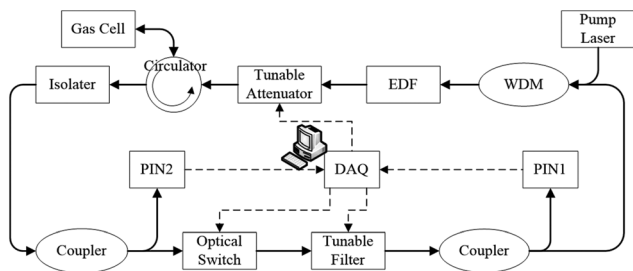 Gas Cell
Pump
Laser
Circulator
Isolater
Tunable
Attenuator
EDF
WDM
PIN2
DAQ
PIN1
Coupler
Optical
Switch
Tunable
Filter
Coupler